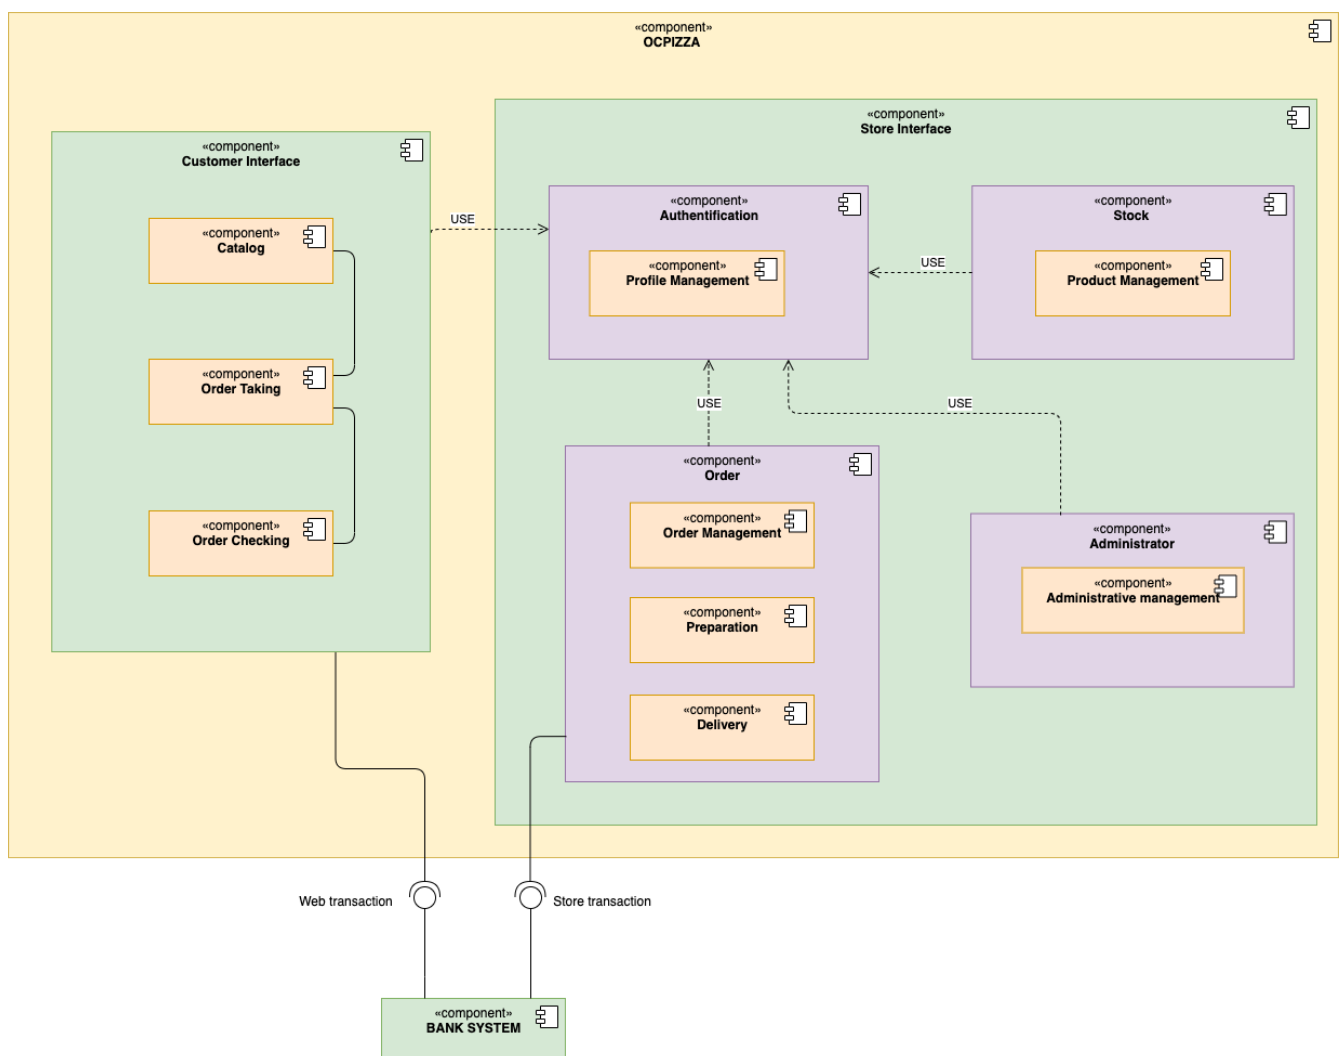 «component»
OCPIZZA
«component»
Store Interface
«component»
Customer Interface
«component»
Authentification
«component»
Stock
USE
«component»
Catalog
«component»
Profile Management
USE
«component»
Product Management
«component»
Order Taking
USE
USE
«component»
Order
«component»
Order Checking
«component»
Order Management
«component»
Administrator
«component»
Administrative management
«component»
Preparation
«component»
Delivery
Web transaction
Store transaction
«component»
BANK SYSTEM